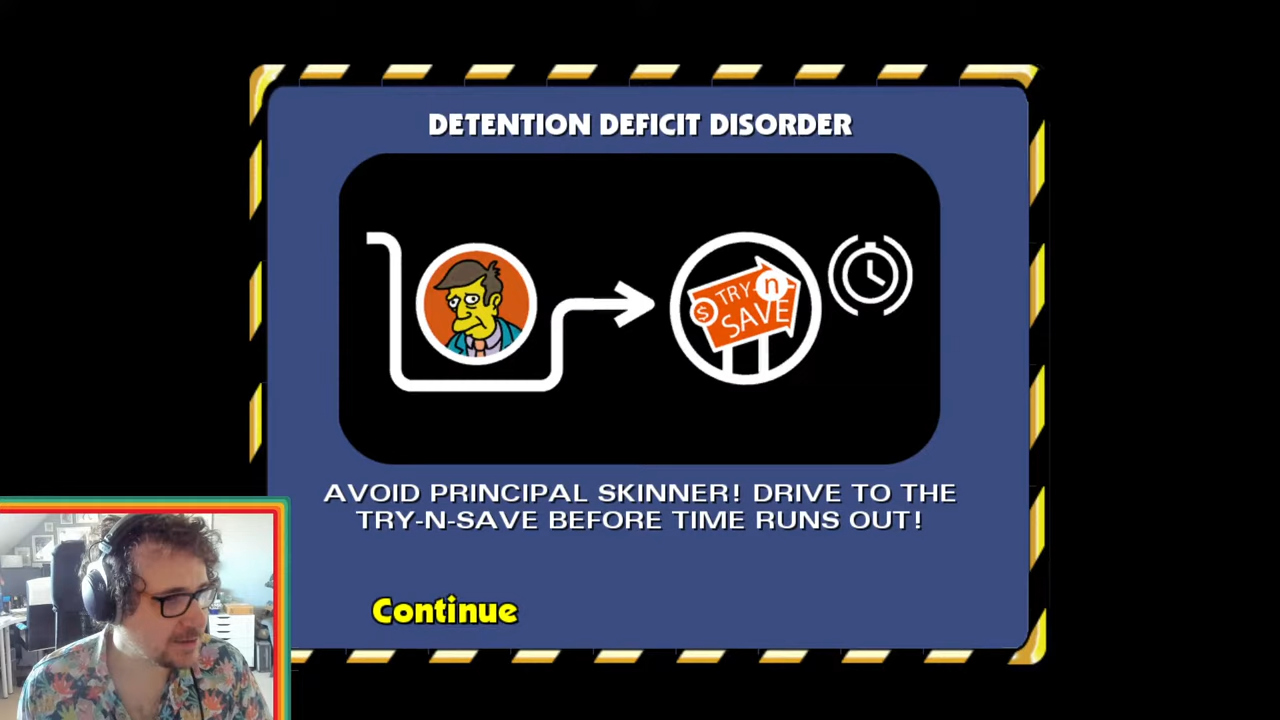 DETENTION DEFICIT DISORDER
TRY-n
$ SAVE
AVOID PRINCIPAL SKINNER! DRIVE TO THE
TRY-N-SAVE BEFORE TIME RUNS OUT!
Continue